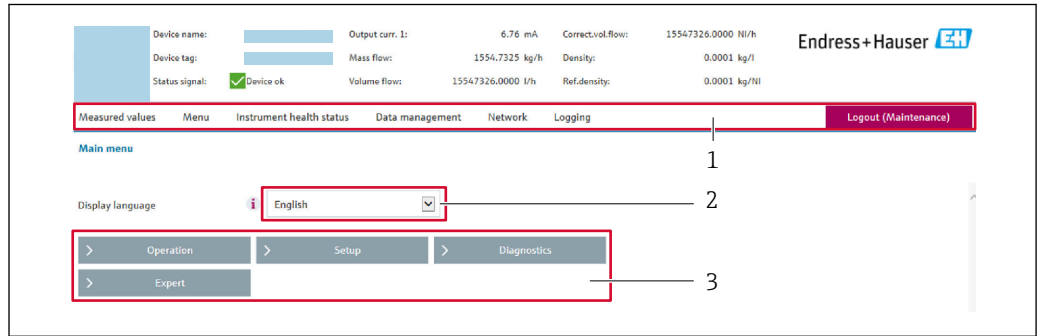 Device name: Output curr. 1: 6.76 mA Correct.vol.flow: 15547326.0000 Nl/h
Endress+Hauser EH
Device tag: Mass flow: 1554.7325 kg/h Density: 0.0001 kg/l
Status signal: Device ok Volume flow: 15547326.0000 l/h Ref.density: 0.0001 kg/Nl
Measured values Menu Instrument health status Data management Network Logging Logout (Maintenance)
1
Main menu
Display language i English 2
> Operation > Setup > Diagnostics
> Expert 3